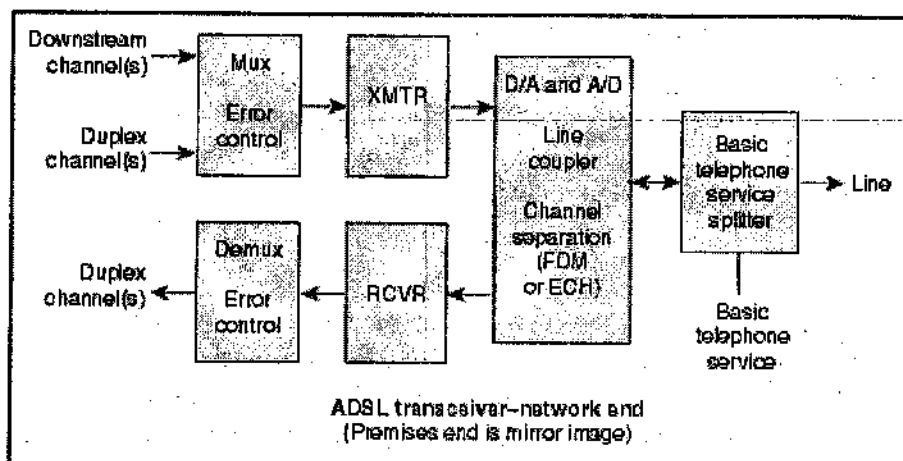 Downstream
channel(s)
Duplex
channel(s)
Mux
Error
control
XMTR
D/A and A/D
Line
coupler
Channel
separation
(FDM
or ECH)
Basic
telephone
service
splitter
Line
Duplex
channel(s)
Demux
Error
control
RCVR
Basic
telephone
service
ADSL transceiver–network end
(Premises end is mirror image)